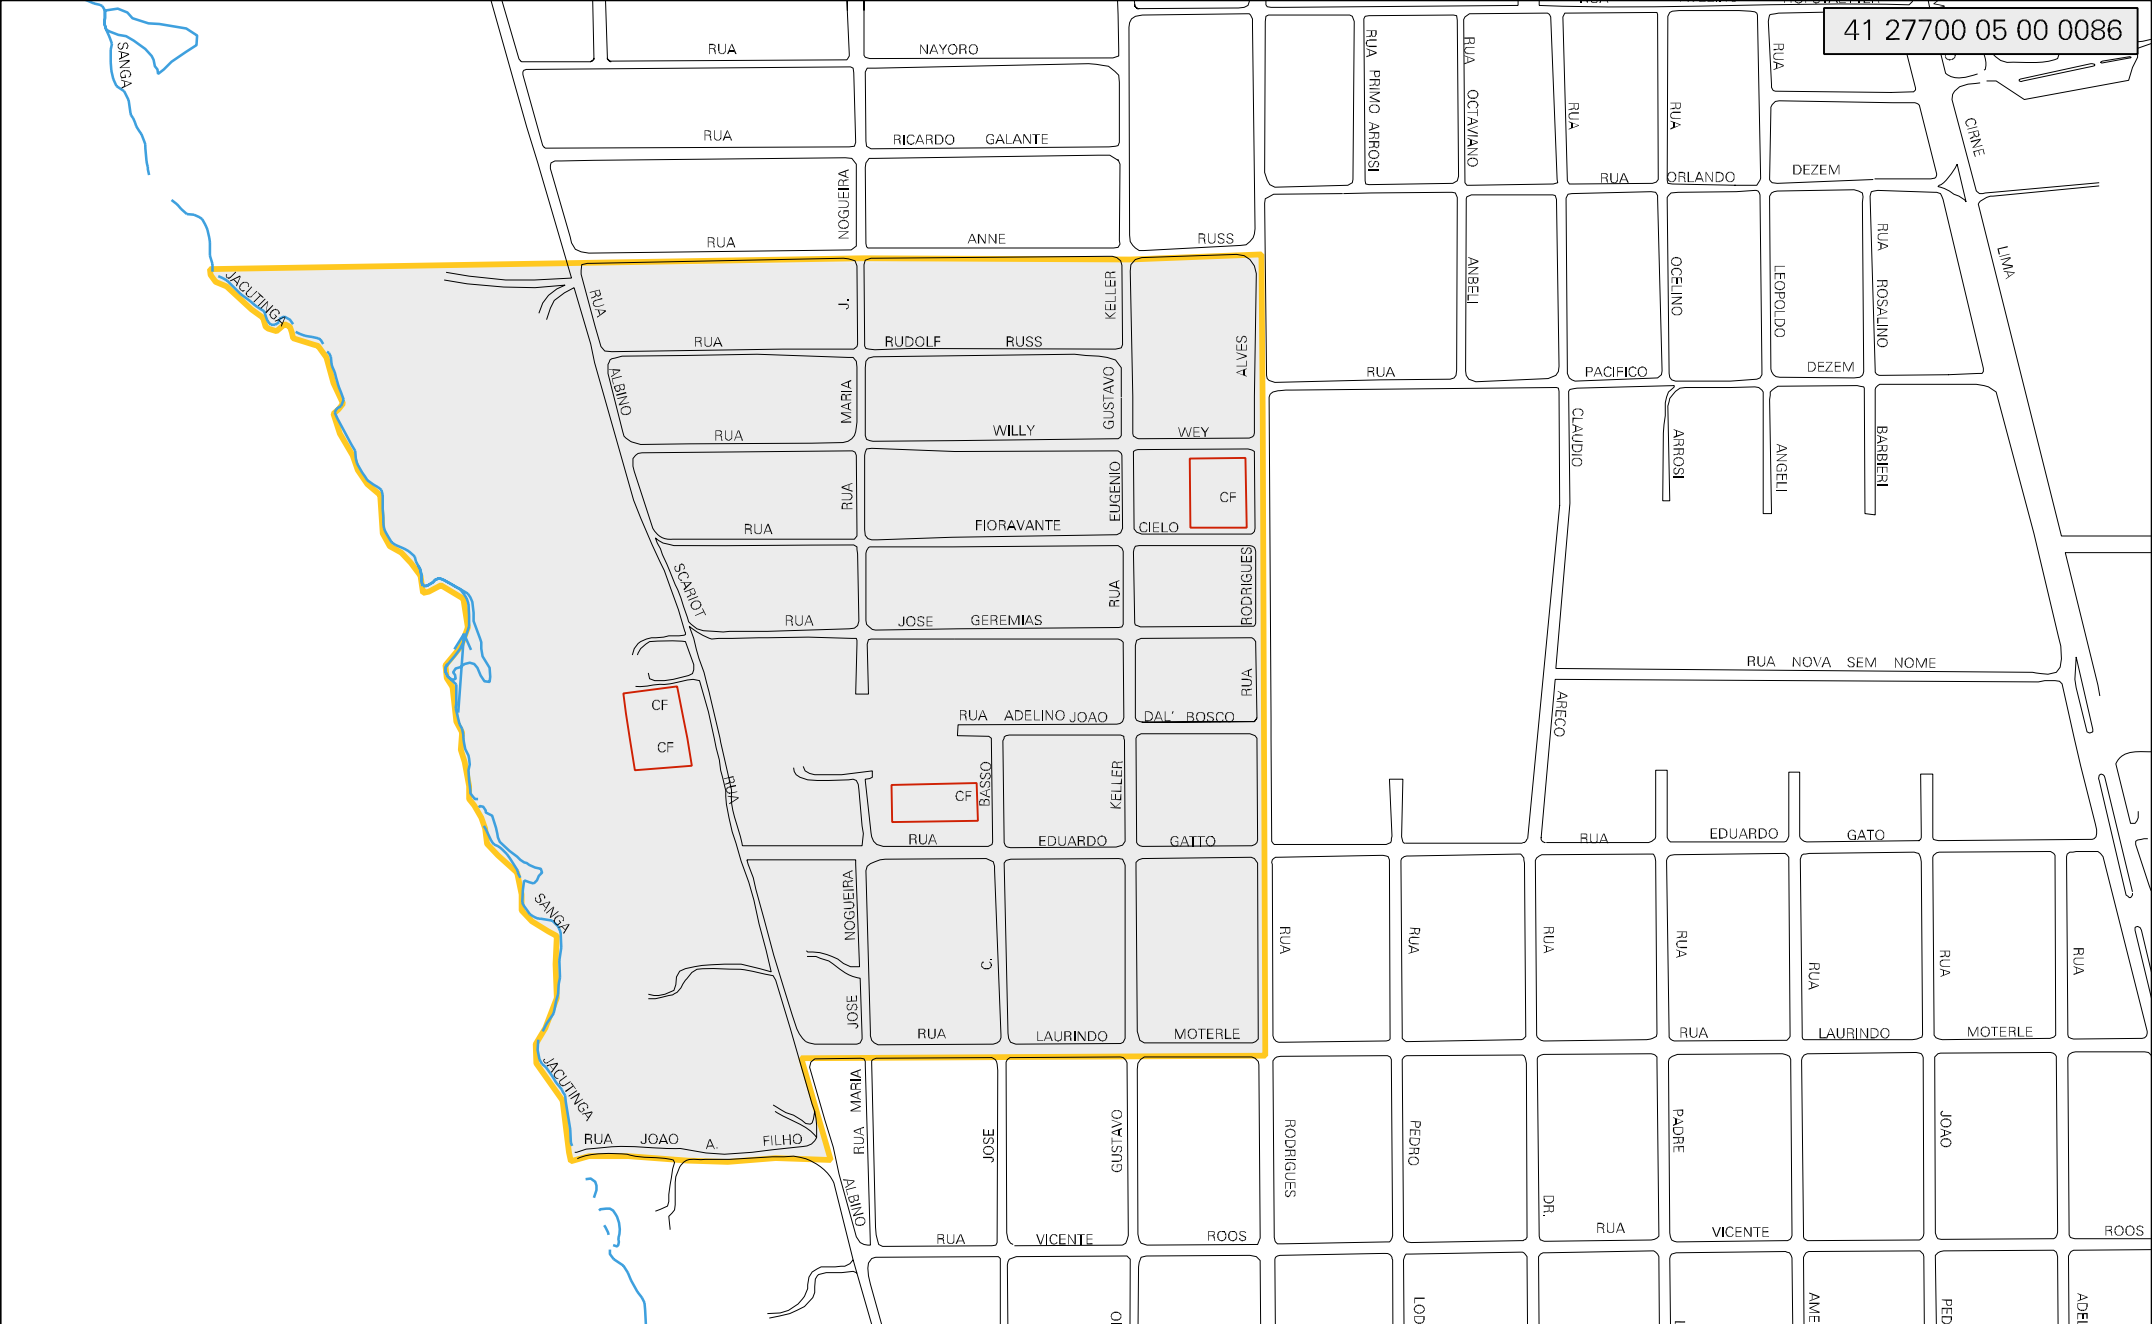 41 27700 05 00 0086
RUA NAYORO
SANGA
RUA PRIMO ARROSI
RUA OCTAVIANO
RUA
RUA
RUA
CIRNE
RUA RICARDO GALANTE
NOGUEIRA
RUA ORLANDO DEZEM
RUA ANNE RUSS
RUA ROSALINO
LIMA
JACUTINGA
RUA
J.
KELLER
ANBELI
OCELINO
LEOPOLDO
RUA RUDOLF RUSS
ALVES
RUA PACIFICO DEZEM
ALBINO
MARIA
GUSTAVO
RUA WILLY WEY
CLAUDIO
ARROSI
ANGELI
BARBIERI
RUA
EUGENIO
CF
RUA FIORAVANTE CIELO
SCARIOT
RUA
RODRIGUES
RUA JOSE GEREMIAS
RUA NOVA SEM NOME
RUA
CF
CF
RUA ADELINO JOAO DAL' BOSCO
ARECO
RUA
BASSO
KELLER
CF
RUA EDUARDO GATTO
RUA EDUARDO GATO
NOGUEIRA
SANGA
C.
RUA
RUA
RUA
RUA
RUA
RUA
RUA
JOSE
RUA LAURINDO MOTERLE
RUA LAURINDO MOTERLE
JACUTINGA
RUA MARIA
JOSE
GUSTAVO
RODRIGUES
PEDRO
PADRE
JOAO
RUA JOAO A. FILHO
ALBINO
DR.
RUA VICENTE ROOS
RUA VICENTE ROOS
LOD
AME
PED
ADEL